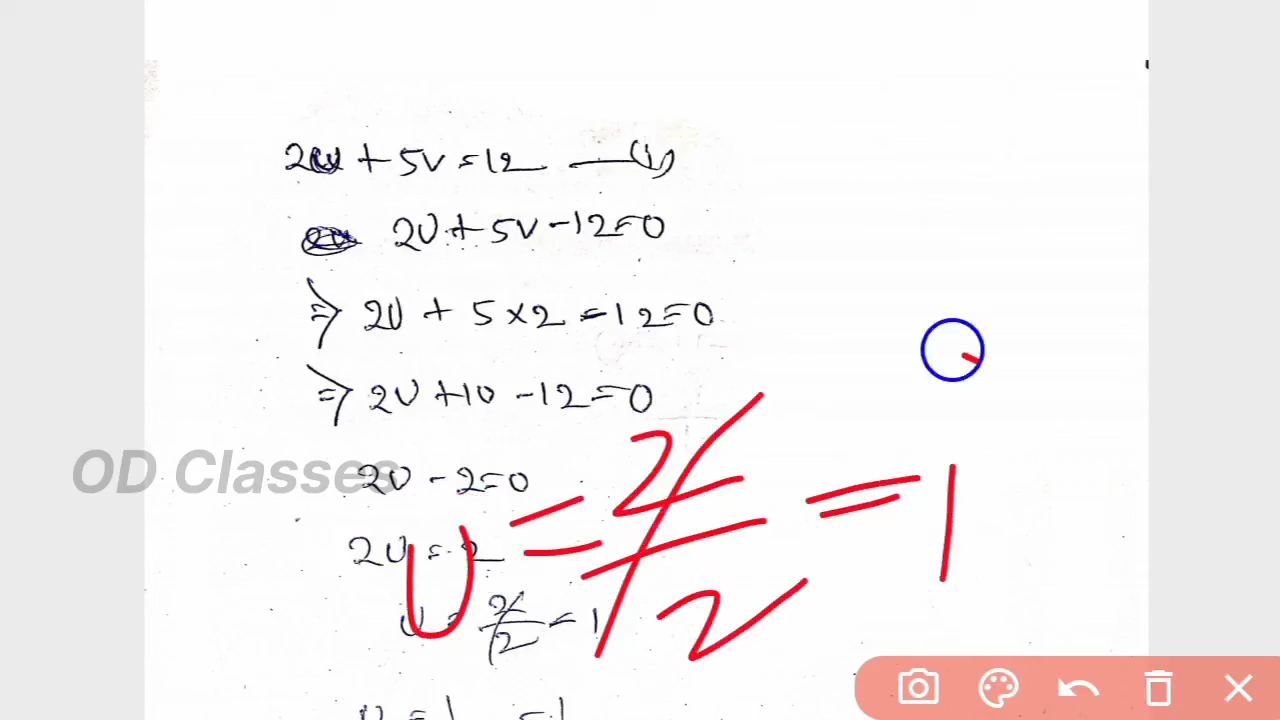 2U + 5V = 12 —(1)
2U + 5V - 12 = 0
⇒ 2U + 5 × 2 - 12 = 0
⇒ 2U + 10 - 12 = 0
OD Classes
2U - 2 = 0
2U = 2
U = 2/2 = 1
U = 2/2 = 1